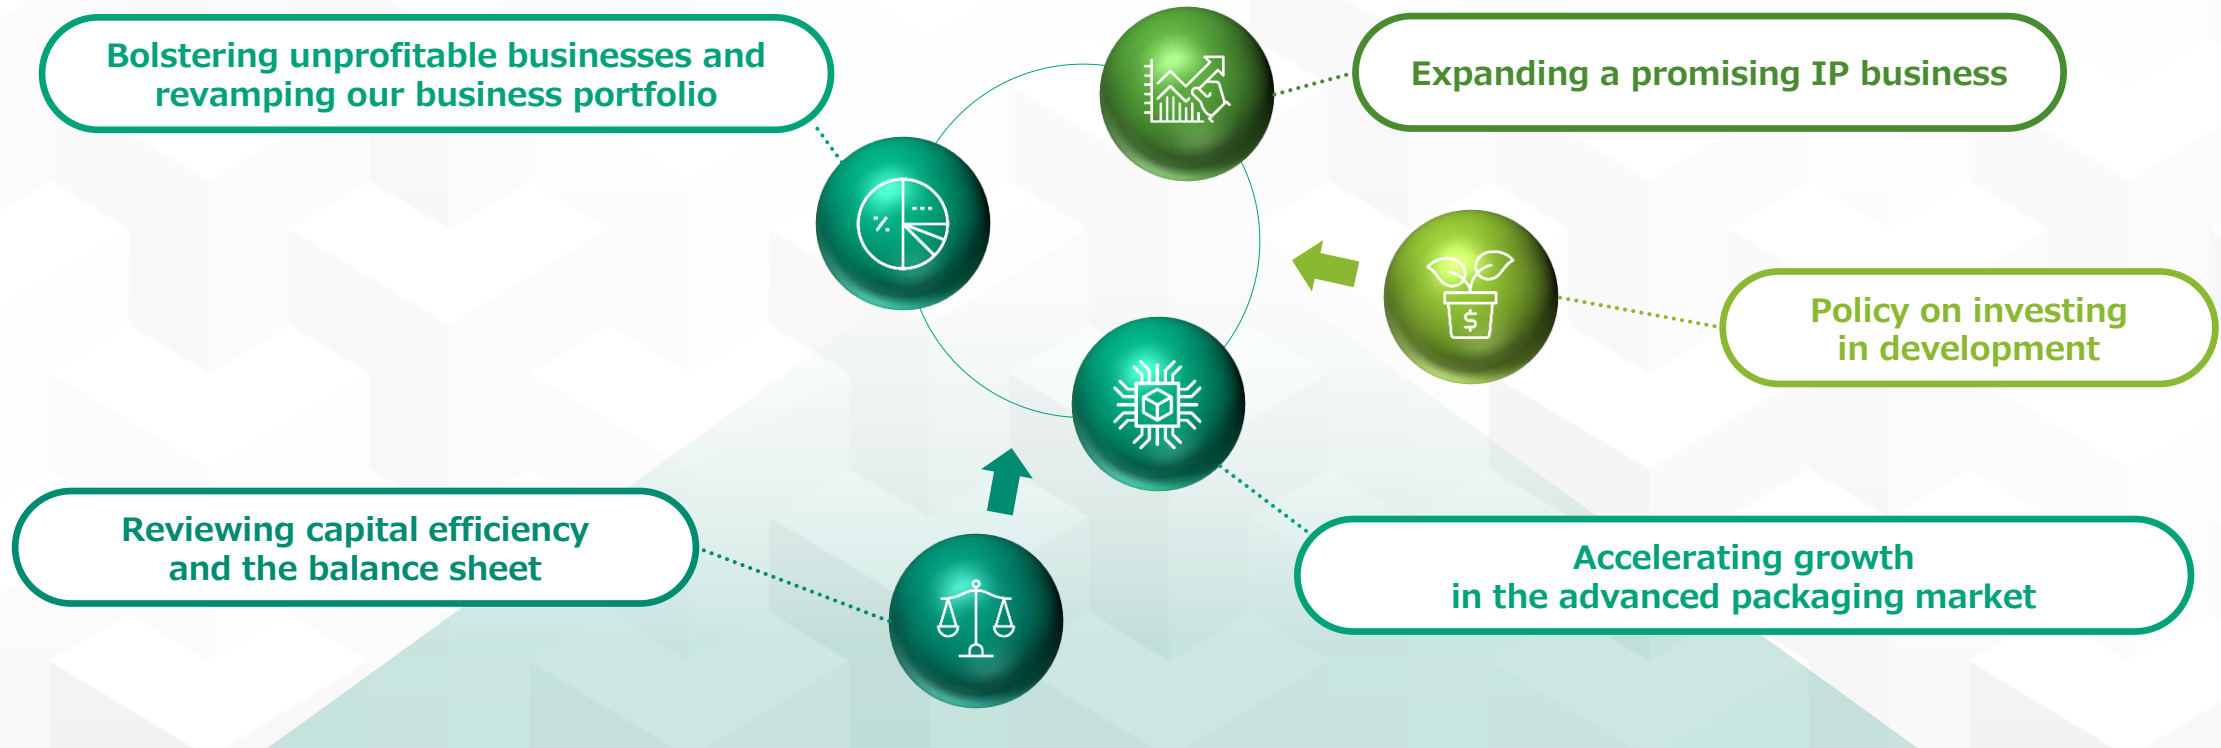 Bolstering unprofitable businesses and
revamping our business portfolio
Expanding a promising IP business
Policy on investing
in development
$
Reviewing capital efficiency
and the balance sheet
Accelerating growth
in the advanced packaging market